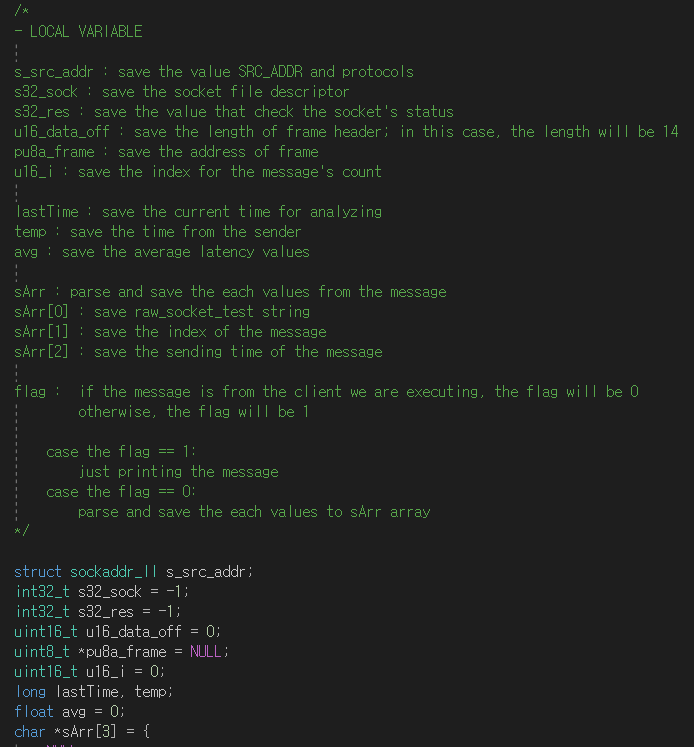 /*
- LOCAL VARIABLE
s_src_addr : save the value SRC_ADDR and protocols
s32_sock : save the socket file descriptor
s32_res : save the value that check the socket's status
u16_data_off : save the length of frame header; in this case, the length will be 14
pu8a_frame : save the address of frame
u16_i : save the index for the message's count
lastTime : save the current time for analyzing
temp : save the time from the sender
avg : save the average latency values
sArr : parse and save the each values from the message
sArr[0] : save raw_socket_test string
sArr[1] : save the index of the message
sArr[2] : save the sending time of the message
flag :  if the message is from the client we are executing, the flag will be 0
otherwise, the flag will be 1
case the flag == 1:
just printing the message
case the flag == 0:
parse and save the each values to sArr array
*/
struct sockaddr_ll s_src_addr;
int32_t s32_sock = -1;
int32_t s32_res = -1;
uint16_t u16_data_off = 0;
uint8_t *pu8a_frame = NULL;
uint16_t u16_i = 0;
long lastTime, temp;
float avg = 0;
char *sArr[3] = {